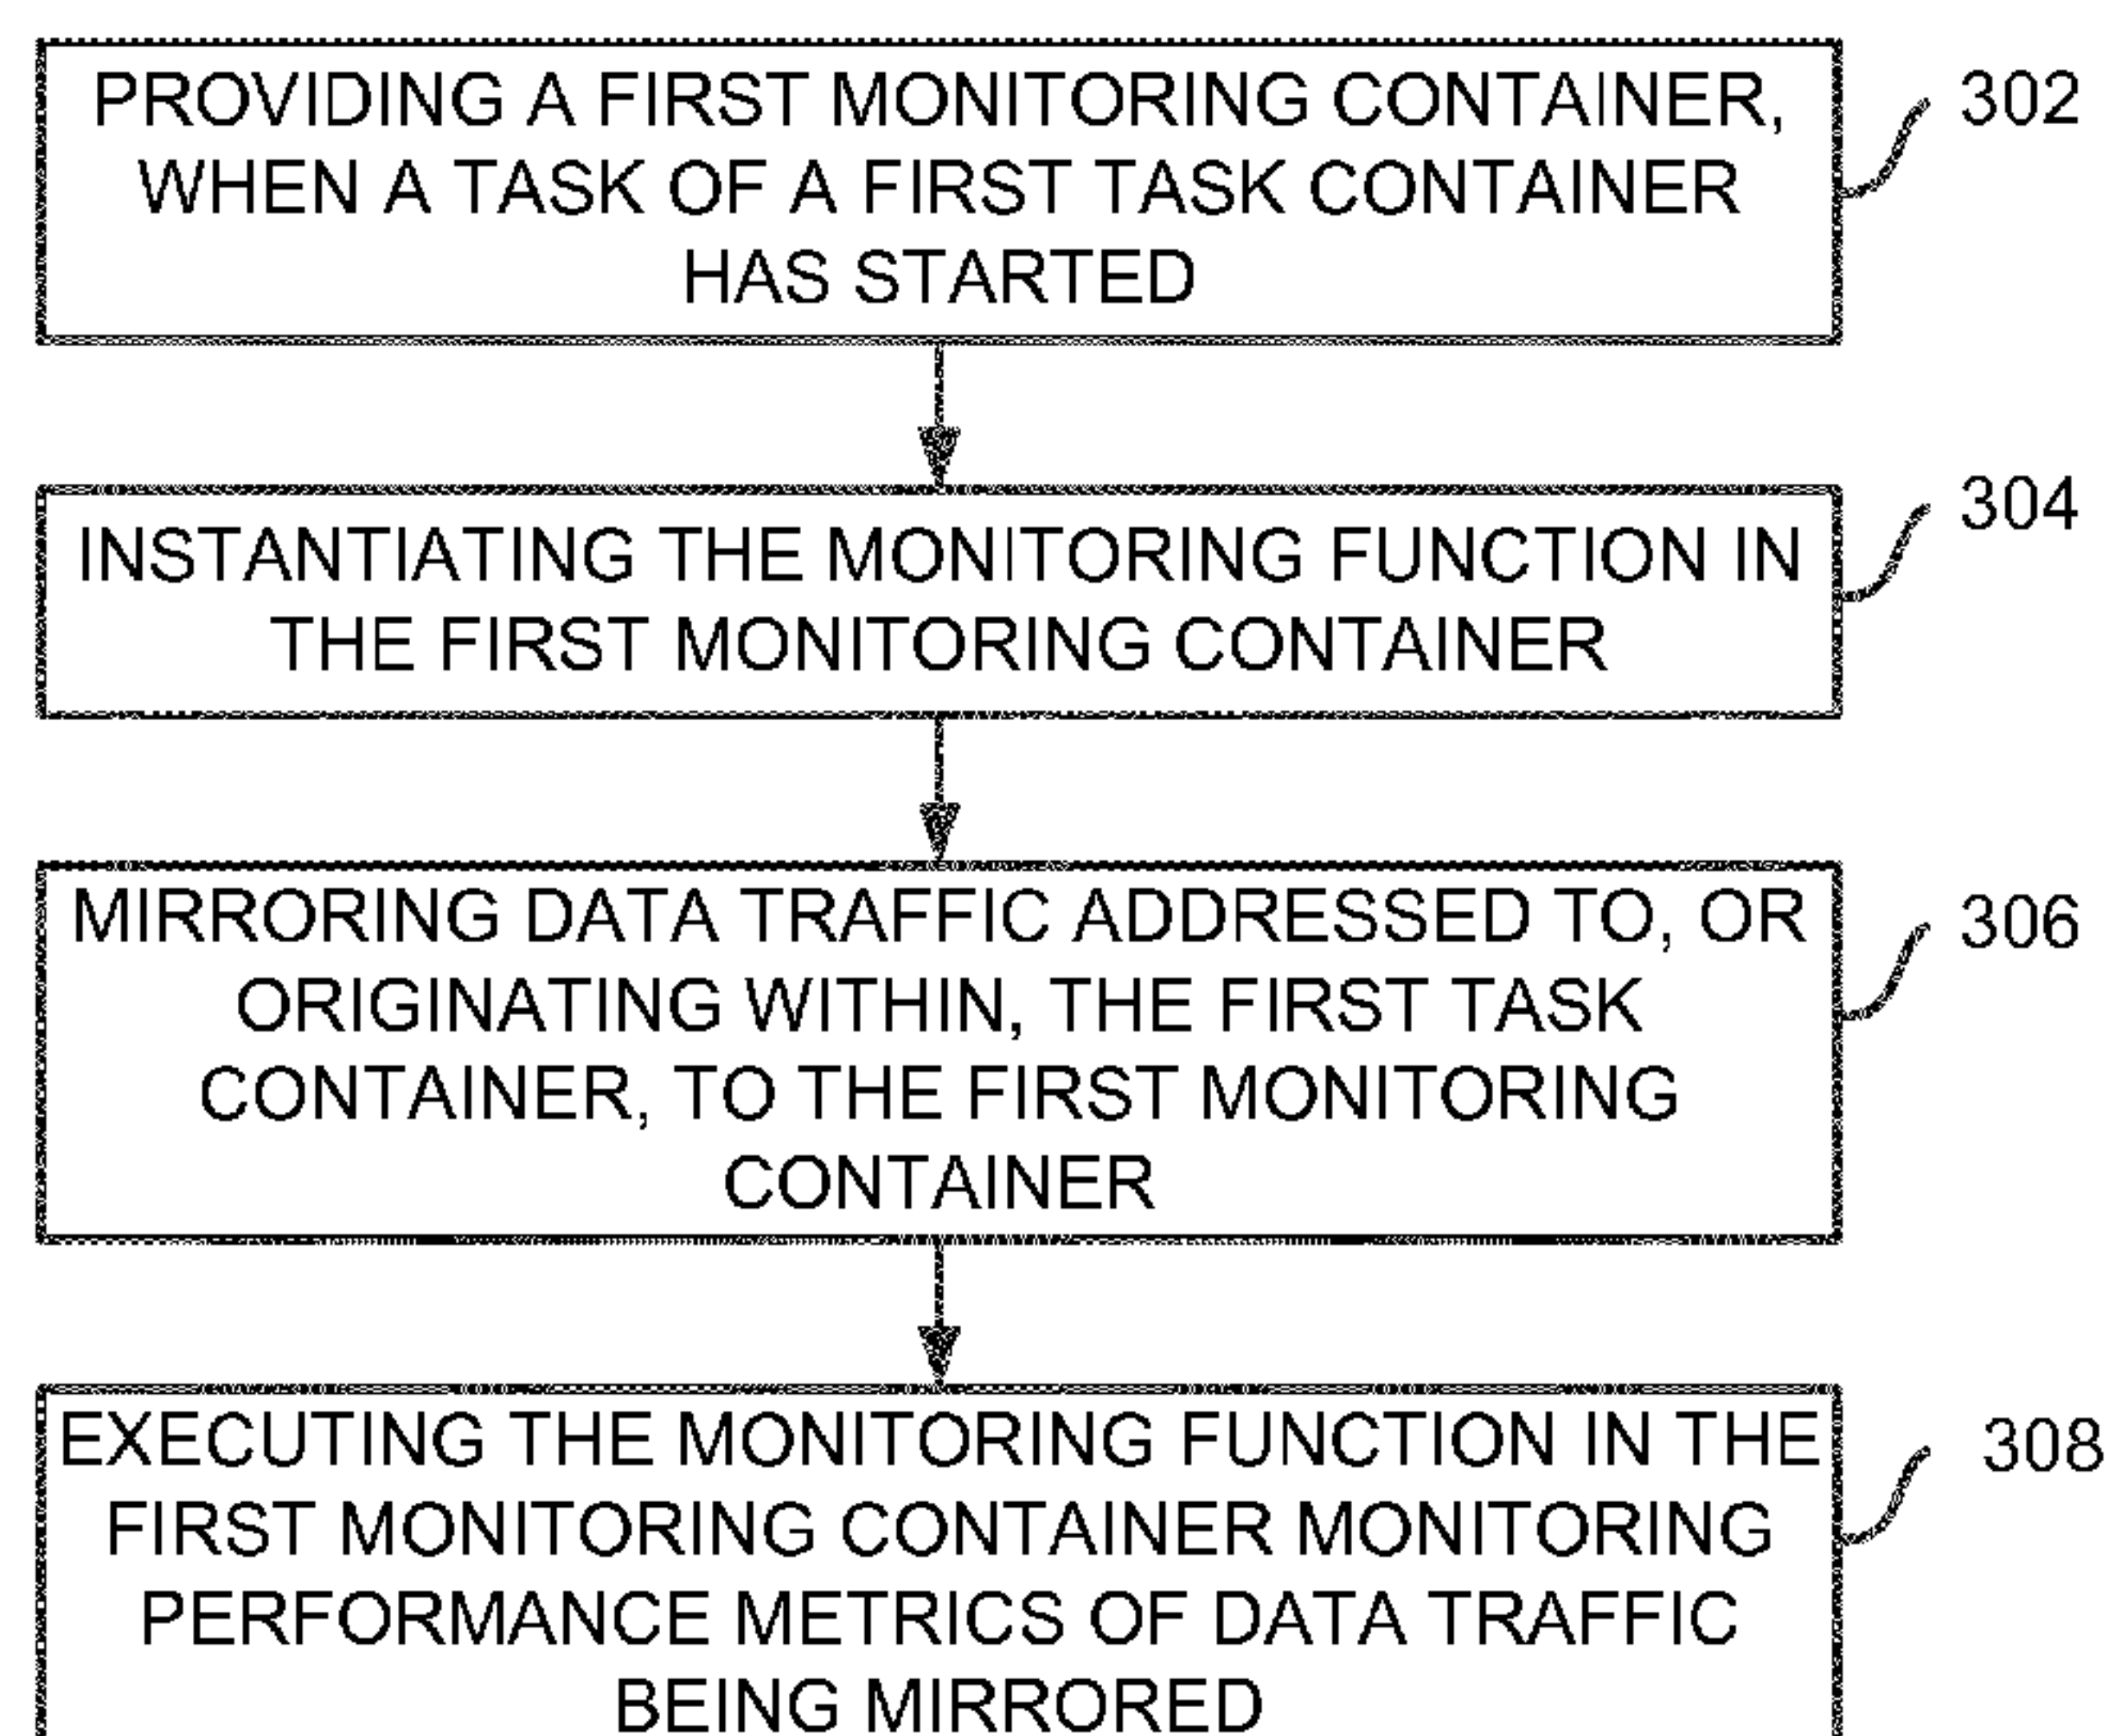 PROVIDING A FIRST MONITORING CONTAINER,
WHEN A TASK OF A FIRST TASK CONTAINER
HAS STARTED
302
INSTANTIATING THE MONITORING FUNCTION IN
THE FIRST MONITORING CONTAINER
304
MIRRORING DATA TRAFFIC ADDRESSED TO, OR
ORIGINATING WITHIN, THE FIRST TASK
CONTAINER, TO THE FIRST MONITORING
CONTAINER
306
EXECUTING THE MONITORING FUNCTION IN THE
FIRST MONITORING CONTAINER MONITORING
PERFORMANCE METRICS OF DATA TRAFFIC
BEING MIRRORED
308